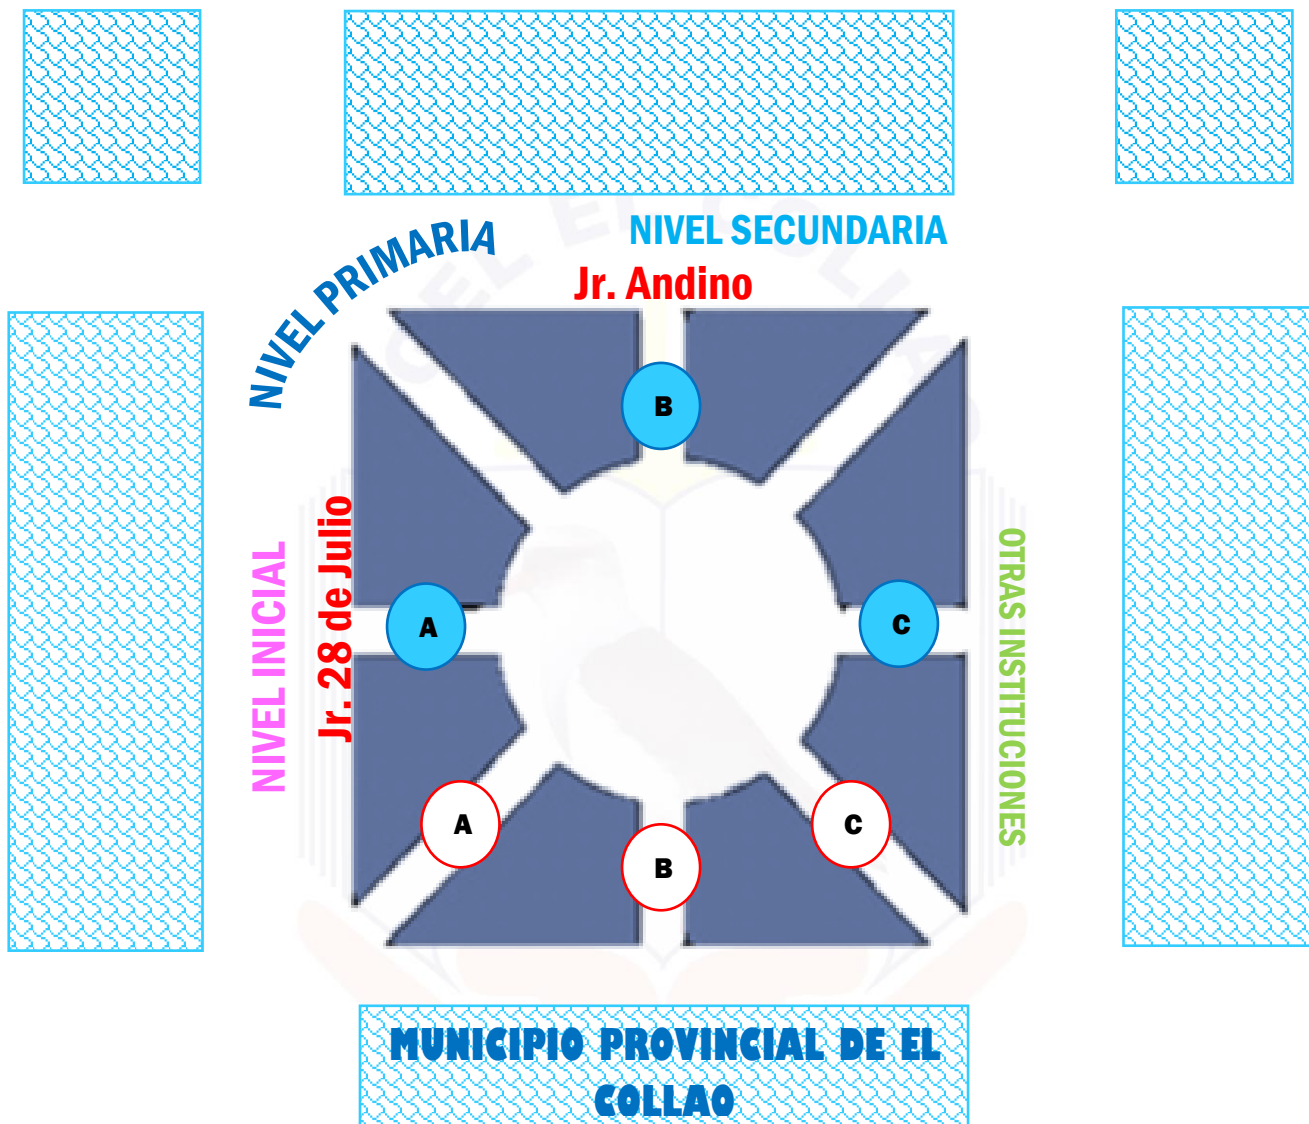 NIVEL PRIMARIA
NIVEL SECUNDARIA
Jr. Andino
B
NIVEL INICIAL
Jr. 28 de Julio
A
C
OTRAS INSTITUCIONES
A
B
C
MUNICIPIO PROVINCIAL DE EL
COLLAO